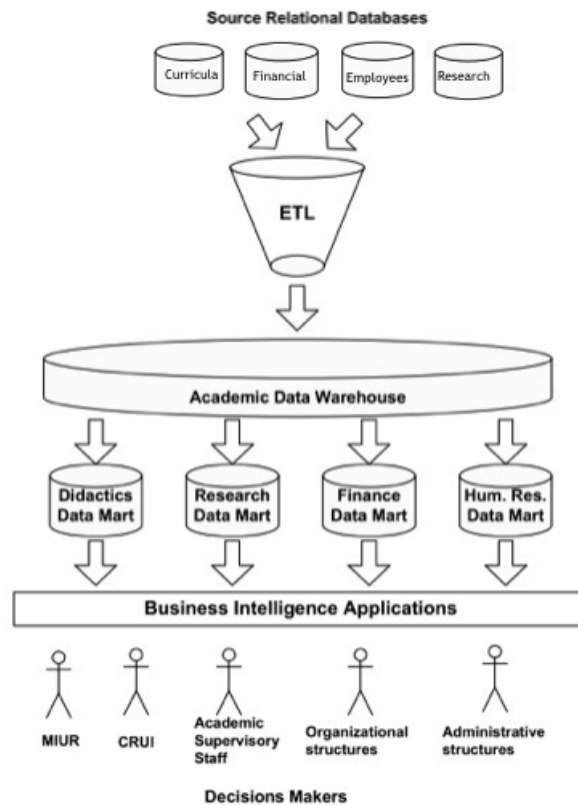 Source Relational Databases
Curricula
Financial
Employees
Research
ETL
Academic Data Warehouse
Didactics
Data Mart
Research
Data Mart
Finance
Data Mart
Hum. Res.
Data Mart
Business Intelligence Applications
MIUR
CRUI
Academic
Supervisory
Staff
Organizational
structures
Administrative
structures
Decisions Makers